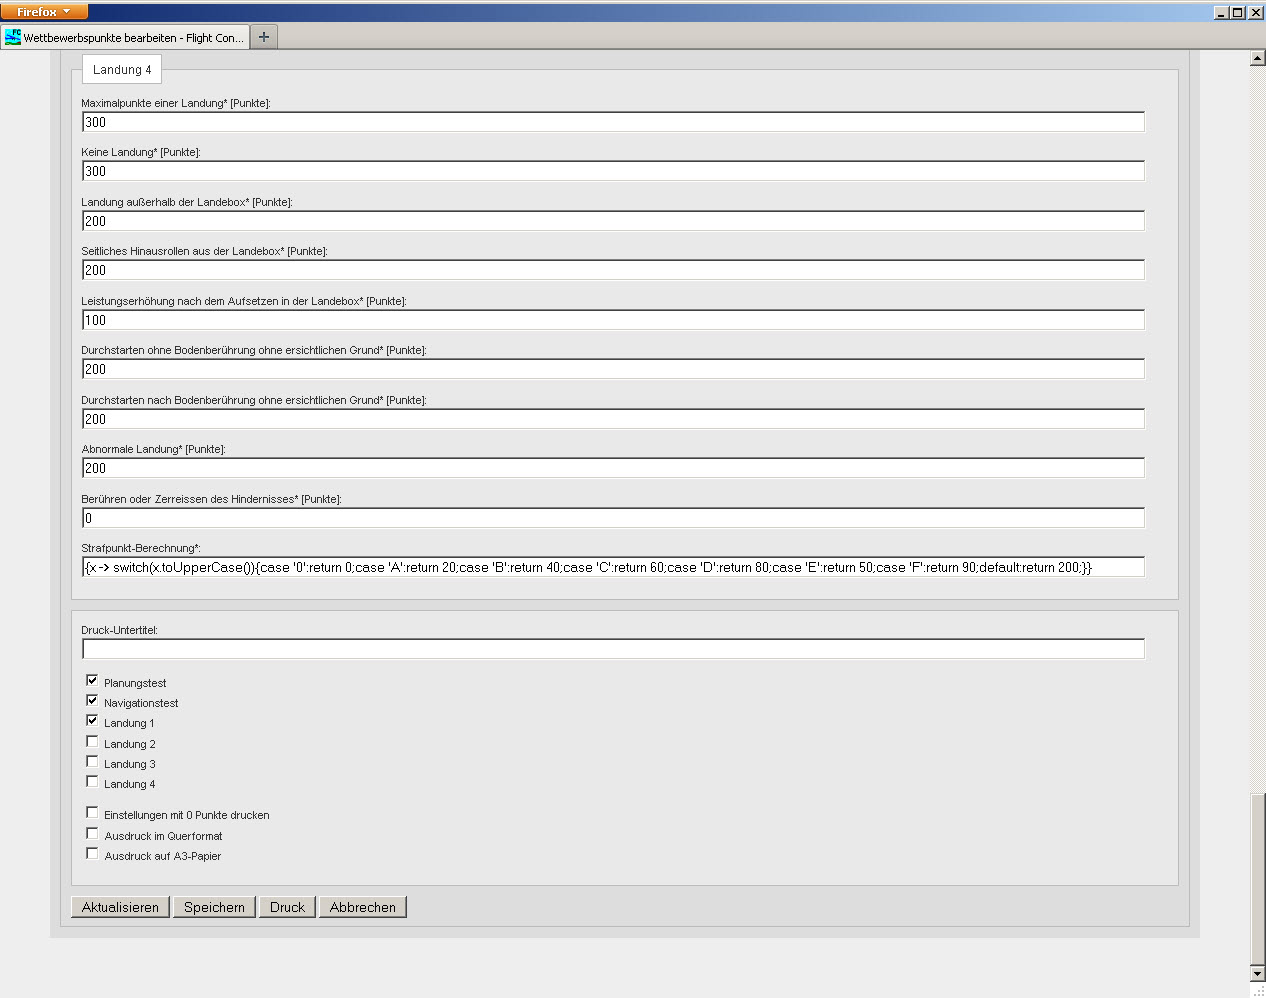 Firefox
Wettbewerbspunkte bearbeiten - Flight Con...
Landung 4
Maximalpunkte einer Landung* [Punkte]:
300
Keine Landung* [Punkte]:
300
Landung außerhalb der Landebox* [Punkte]:
200
Seitliches Hinausrollen aus der Landebox* [Punkte]:
200
Leistungserhöhung nach dem Aufsetzen in der Landebox* [Punkte]:
100
Durchstarten ohne Bodenberührung ohne ersichtlichen Grund* [Punkte]:
200
Durchstarten nach Bodenberührung ohne ersichtlichen Grund* [Punkte]:
200
Abnormale Landung* [Punkte]:
200
Berühren oder Zerreissen des Hindernisses* [Punkte]:
0
Strafpunkt-Berechnung*:
{x -> switch(x.toUpperCase()){case '0':return 0;case 'A':return 20;case 'B':return 40;case 'C':return 60;case 'D':return 80;case 'E':return 50;case 'F':return 90;default:return 200;}}
Druck-Untertitel:
Planungstest
Navigationstest
Landung 1
Landung 2
Landung 3
Landung 4
Einstellungen mit 0 Punkte drucken
Ausdruck im Querformat
Ausdruck auf A3-Papier
Aktualisieren Speichern Druck Abbrechen